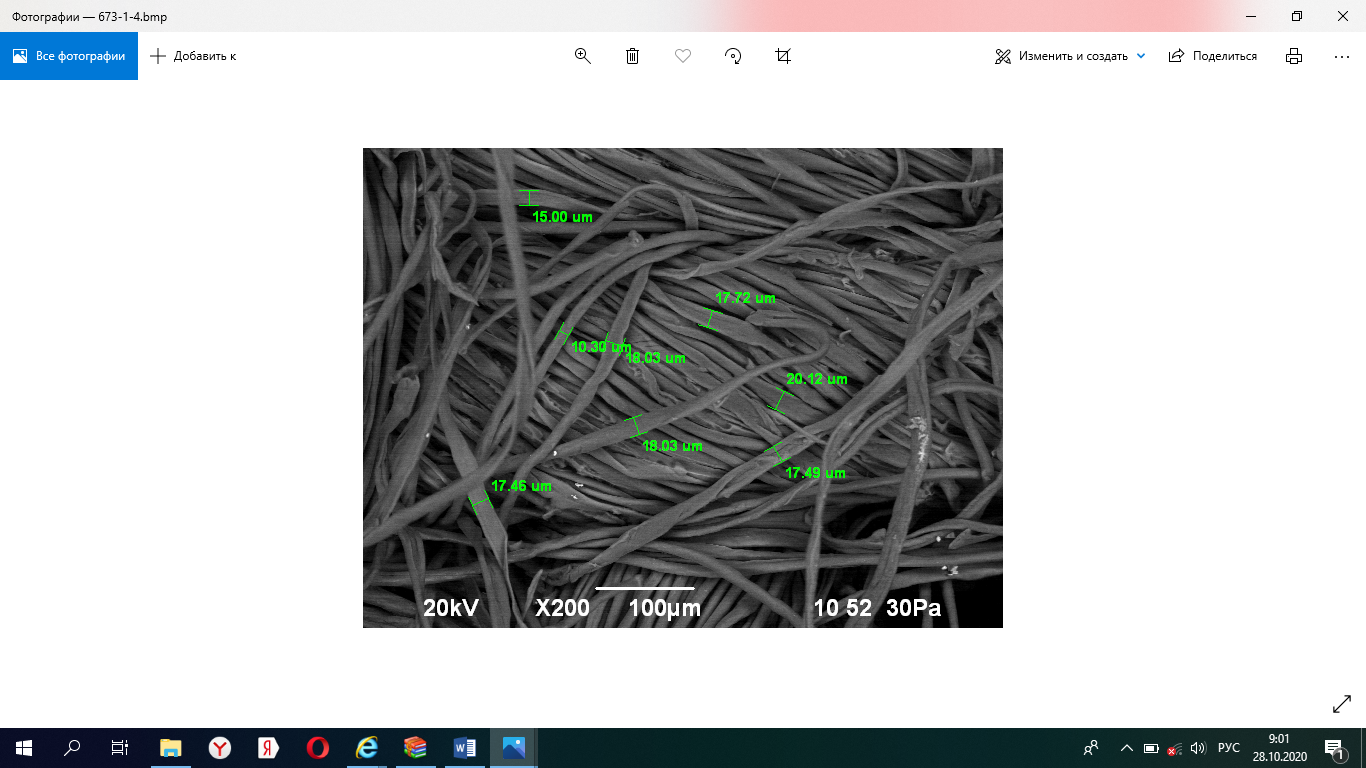 Фотографии — 673-1-4.bmp
Все фотографии
Добавить к
Изменить и создать
Поделиться
15.00 um
17.72 um
10.30 um
18.03 um
20.12 um
18.03 um
17.49 um
17.46 um
20kV X200 100µm 10 52 30Pa
РУС
9:01
28.10.2020
1